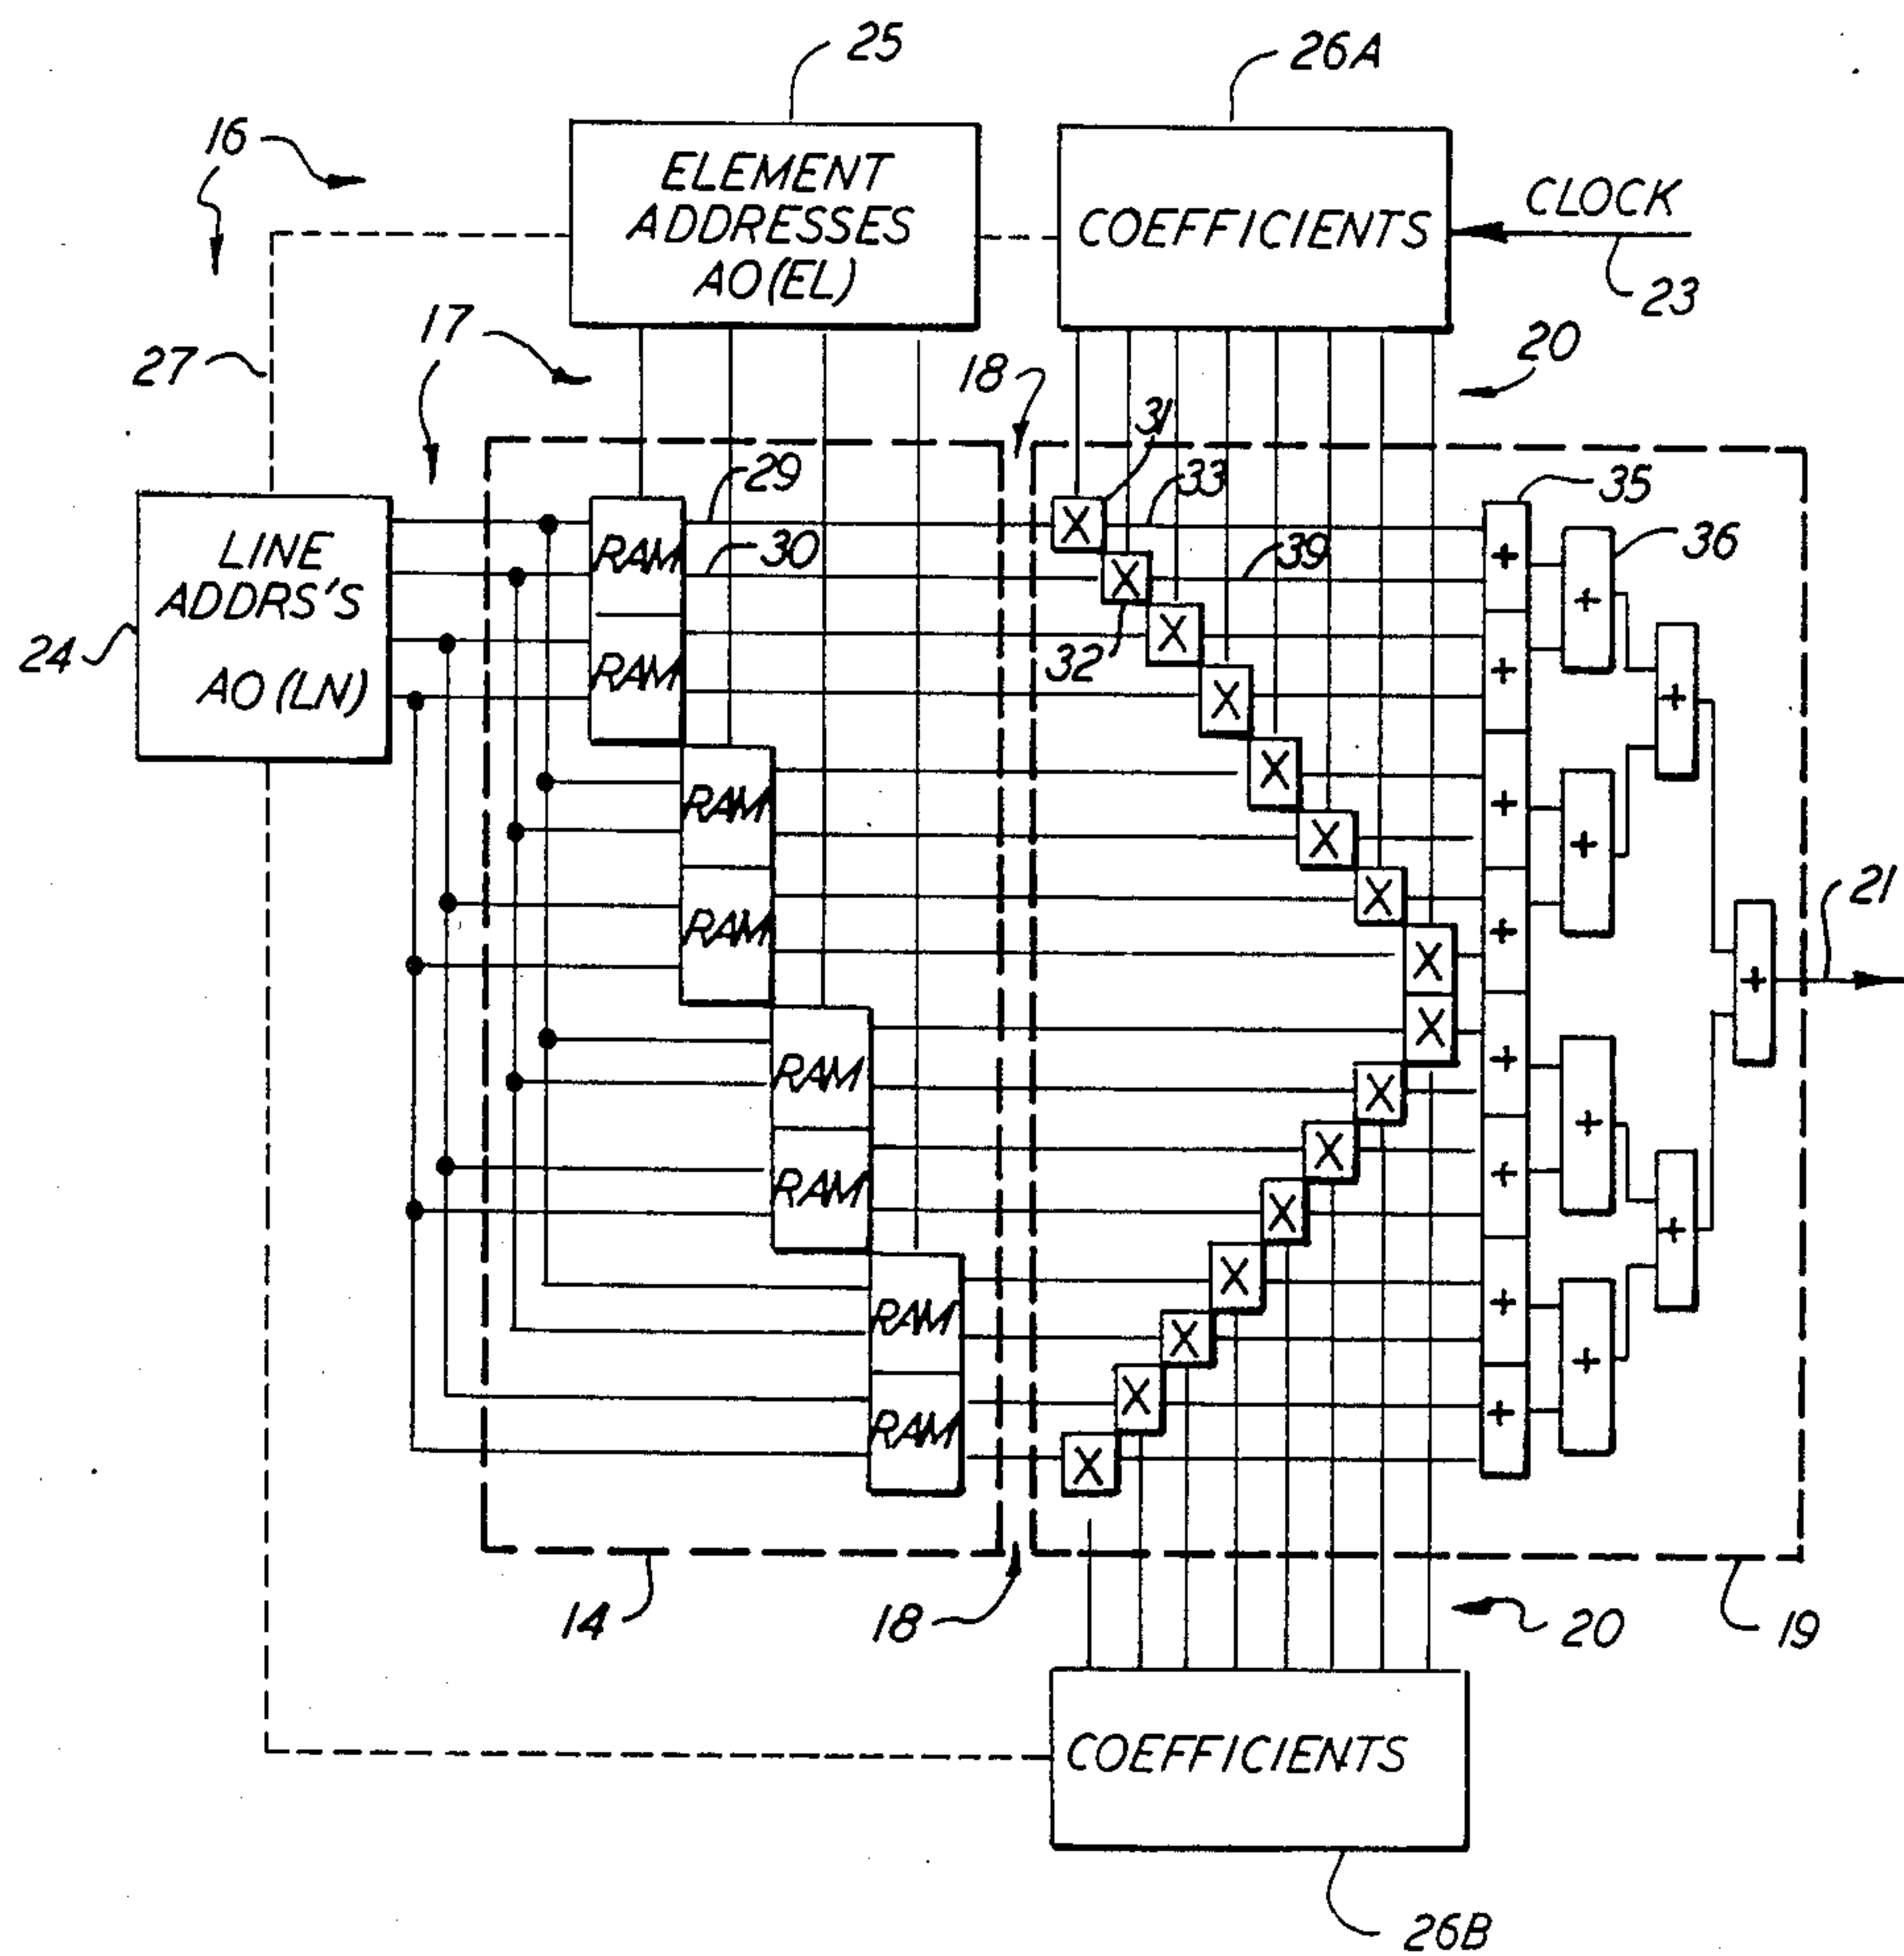 25
26A
16
ELEMENT
ADDRESSES
AO (EL)
COEFFICIENTS
CLOCK
23
17
27
18
20
31
29
33
35
LINE
ADDRS'S
AO (LN)
24
RAM
30
X
39
+
36
X
32
+
RAM
X
+
X
+
RAM
X
+
X
+
RAM
X
+
21
X
+
X
+
RAM
X
+
X
+
RAM
X
+
X
+
RAM
X
+
X
+
RAM
X
+
X
14
18
20
19
COEFFICIENTS
26B